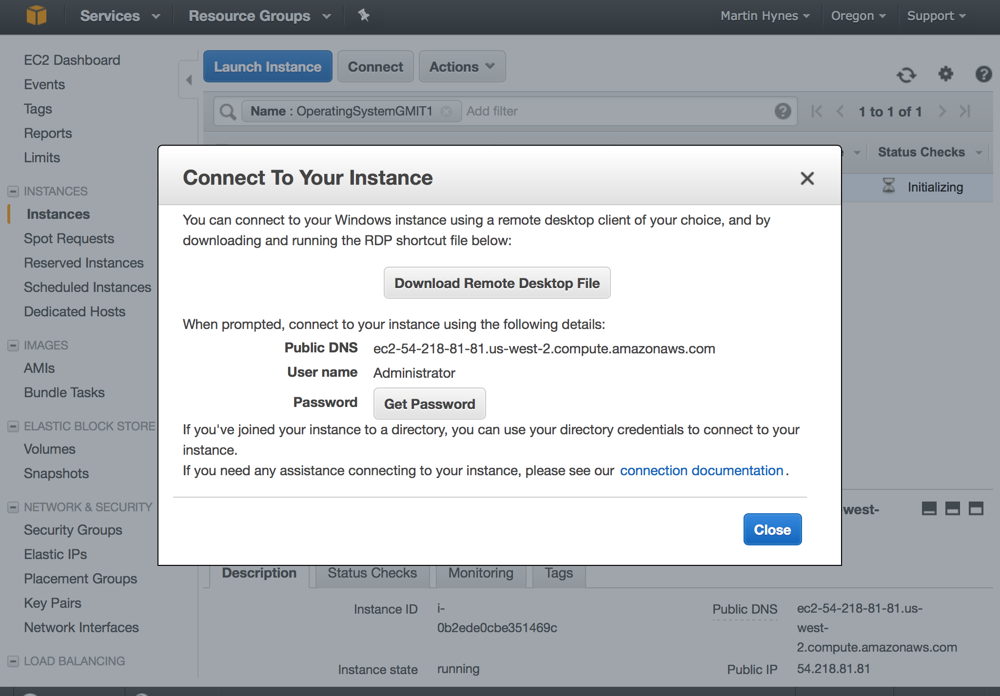 Services
Resource Groups
Martin Hynes
Oregon
Support
EC2 Dashboard
Events
Tags
Reports
Limits
INSTANCES
Instances
Spot Requests
Reserved Instances
Scheduled Instances
Dedicated Hosts
IMAGES
AMIs
Bundle Tasks
ELASTIC BLOCK STORE
Volumes
Snapshots
NETWORK & SECURITY
Security Groups
Elastic IPs
Placement Groups
Key Pairs
Network Interfaces
LOAD BALANCING
Launch Instance
Connect
Actions
Name : OperatingSystemGMIT1
Add filter
1 to 1 of 1
Status Checks
Initializing
Connect To Your Instance
You can connect to your Windows instance using a remote desktop client of your choice, and by
downloading and running the RDP shortcut file below:
Download Remote Desktop File
When prompted, connect to your instance using the following details:
Public DNS ec2-54-218-81-81.us-west-2.compute.amazonaws.com
User name Administrator
Password Get Password
If you've joined your instance to a directory, you can use your directory credentials to connect to your
instance.
If you need any assistance connecting to your instance, please see our connection documentation.
Close
west-
Description
Status Checks
Monitoring
Tags
Instance ID i-
0b2ede0cbe351469c
Instance state running
Public DNS ec2-54-218-81-81.us-
west-
2.compute.amazonaws.com
Public IP 54.218.81.81